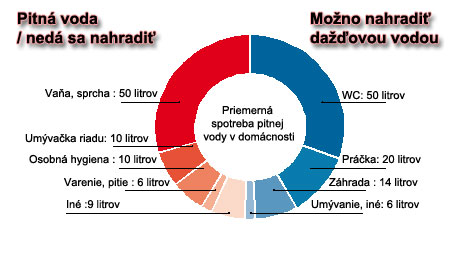 Pitná voda
/ nedá sa nahradiť
Možno nahradiť
dažďovou vodou
Vaňa, sprcha : 50 litrov
Umývačka riadu: 10 litrov
Osobná hygiena : 10 litrov
Varenie, pitie : 6 litrov
Iné :9 litrov
Priemerná
spotreba pitnej
vody v domácnosti
WC: 50 litrov
Práčka: 20 litrov
Záhrada : 14 litrov
Umývanie, iné: 6 litrov